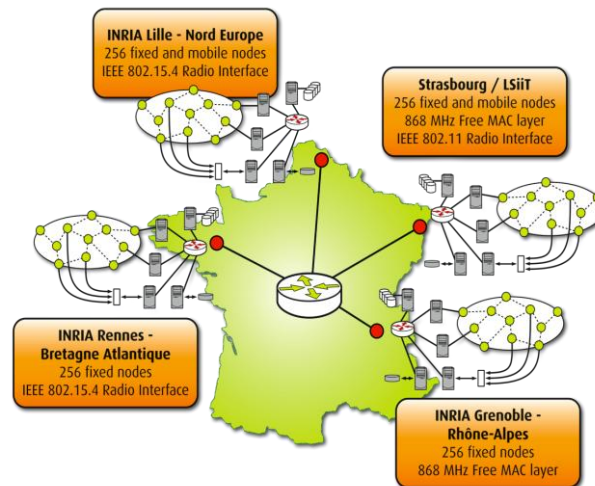 INRIA Lille - Nord Europe
256 fixed and mobile nodes
IEEE 802.15.4 Radio Interface
Strasbourg / LSiiT
256 fixed and mobile nodes
868 MHz Free MAC layer
IEEE 802.11 Radio Interface
INRIA Rennes -
Bretagne Atlantique
256 fixed nodes
IEEE 802.15.4 Radio Interface
INRIA Grenoble -
Rhône-Alpes
256 fixed nodes
868 MHz Free MAC layer